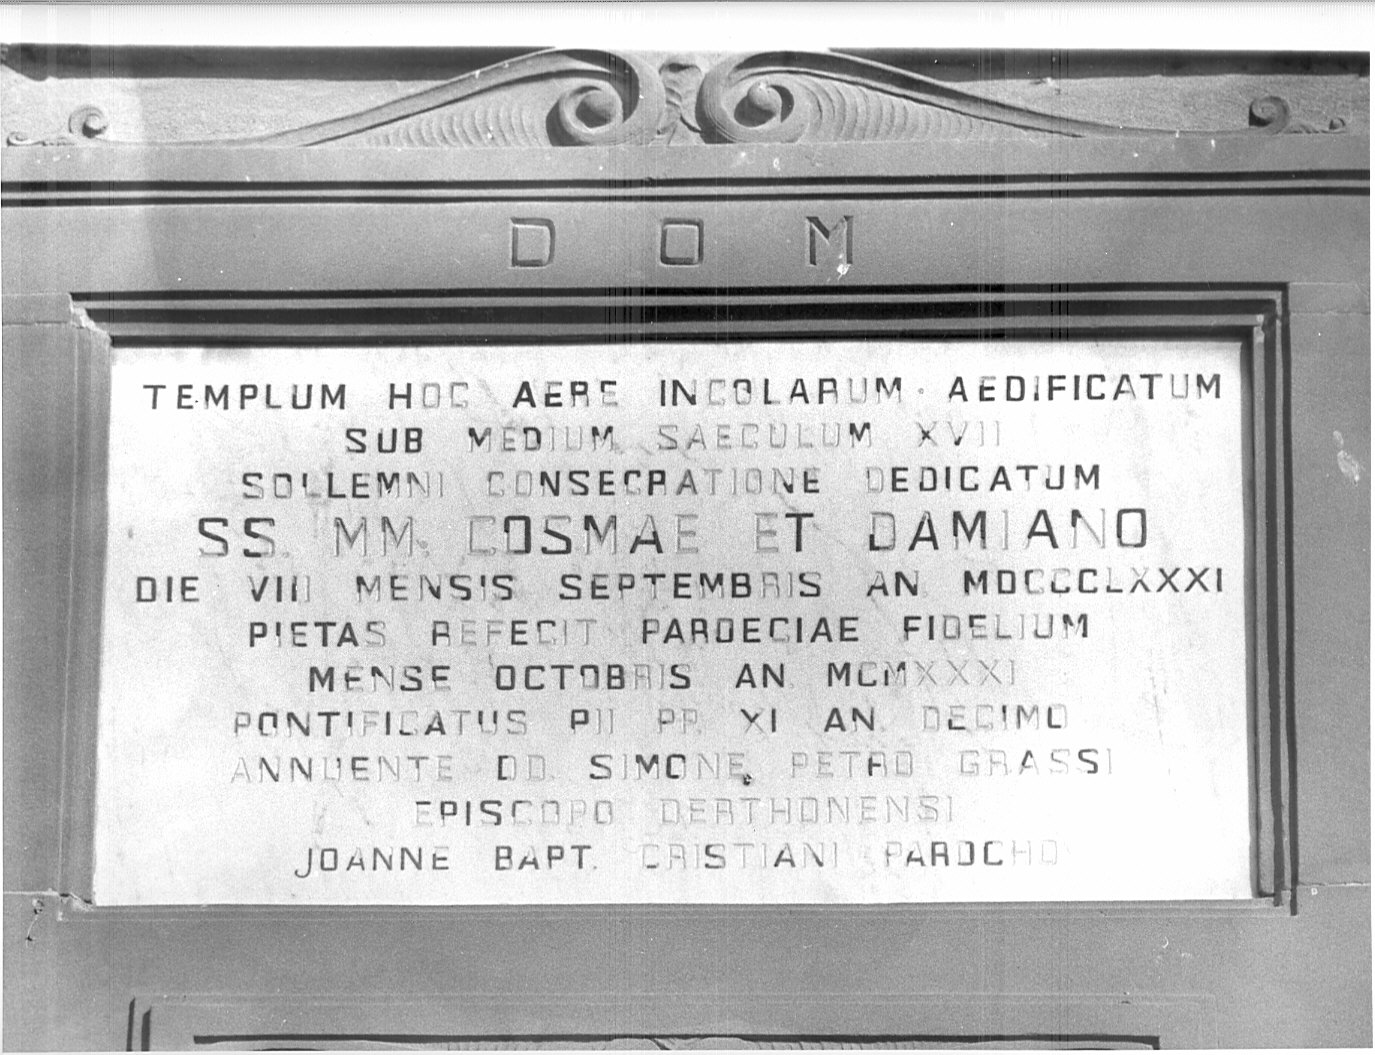 D O M
TEMPLUM HOC AERE INCOLARUM · AEDIFICATUM
SUB MEDIUM SAECULUM XVII
SOLLEMNI CONSECRATIONE DEDICATUM
SS. MM. COSMAE ET DAMIANO
DIE VIII MENSIS SEPTEMBRIS AN MDCCCLXXXI
PIETAS REFECIT PAROECIAE FIDELIUM
MENSE OCTOBRIS AN. MCMXXXI
PONTIFICATUS PII PP. XI AN. DECIMO
ANNUENTE DD. SIMONE PETRO GRASSI
EPISCOPO DERTHONENSI
JOANNE BAPT. CRISTIANI PAROCHO